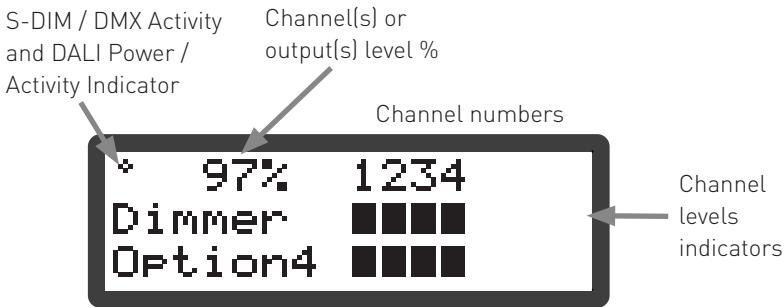 S-DIM / DMX Activity
and DALI Power /
Activity Indicator
Channel(s) or
output(s) level %
Channel numbers
° 97% 1234
Dimmer
Option4
Channel
levels
indicators